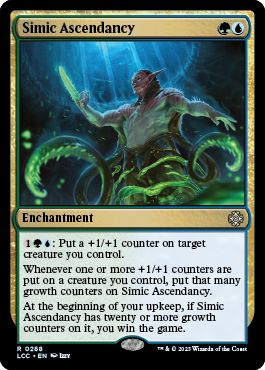 Simic Ascendancy
Enchantment
1: Put a +1/+1 counter on target
creature you control.
Whenever one or more +1/+1 counters are
put on a creature you control, put that many
growth counters on Simic Ascendancy.
At the beginning of your upkeep, if Simic
Ascendancy has twenty or more growth
counters on it, you win the game.
R 0288
LCC • EN Izzy
™ & © 2023 Wizards of the Coast